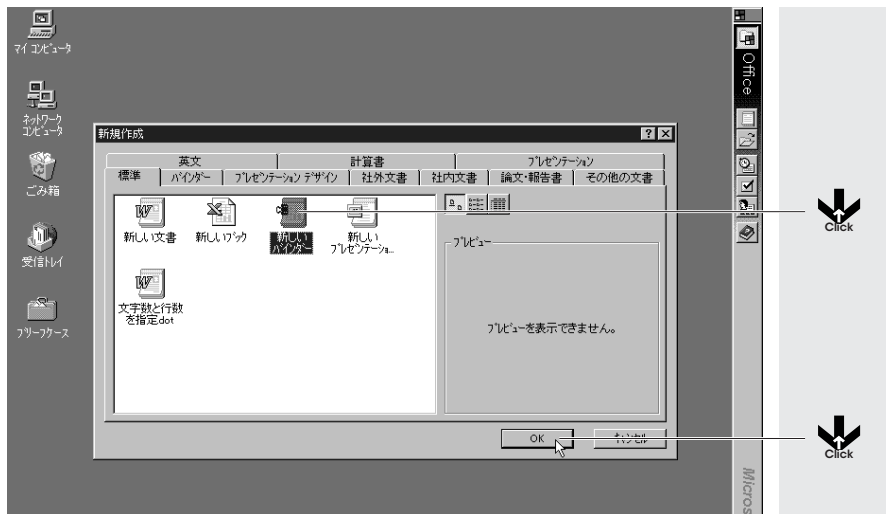 マイ コンピュータ
ネットワーク
コンピュータ
ごみ箱
受信トレイ
ブリーフケース
新規作成
英文
計算書
プレゼンテーション
標準
バインダー
プレゼンテーション デザイン
社外文書
社内文書
論文・報告書
その他の文書
新しい文書
新しいブック
新しい
バインダー
新しい
プレゼンテーショ...
文字数と行数
を指定dot
プレビュー
プレビューを表示できません。
OK
キャンセル
Office
Micros
Click
Click